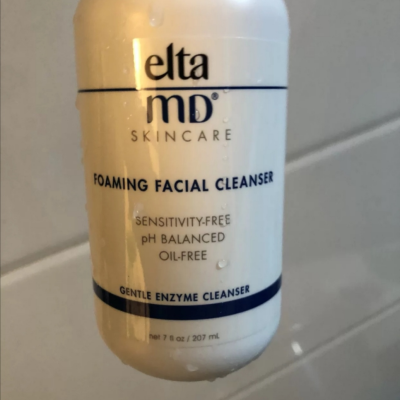 elta
MD®
SKINCARE
FOAMING FACIAL CLEANSER
SENSITIVITY-FREE
pH BALANCED
OIL-FREE
GENTLE ENZYME CLEANSER
net 7 fl oz / 207 mL